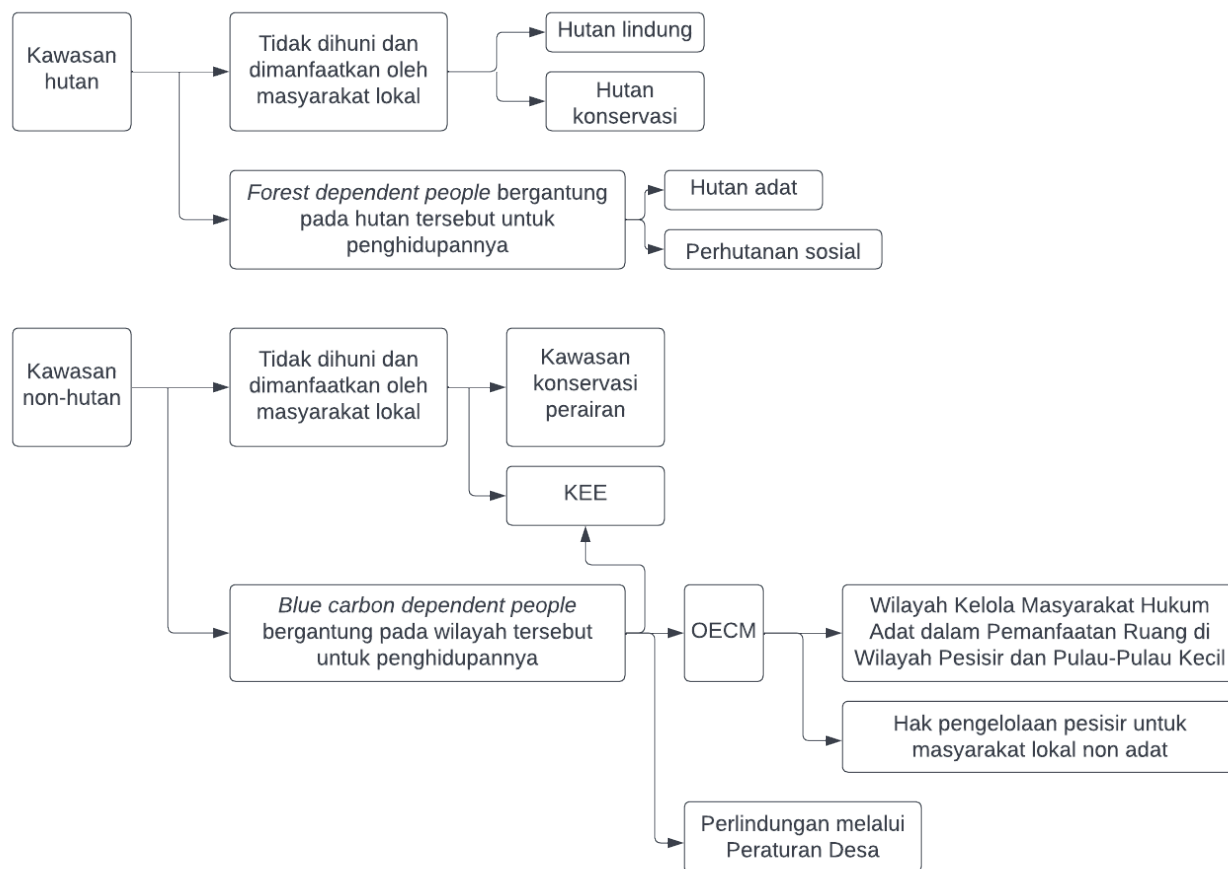 Kawasan
hutan
Tidak dihuni dan
dimanfaatkan oleh
masyarakat lokal
Hutan lindung
Hutan
konservasi
Forest dependent people bergantung
pada hutan tersebut untuk
penghidupannya
Hutan adat
Perhutanan sosial
Kawasan
non-hutan
Tidak dihuni dan
dimanfaatkan oleh
masyarakat lokal
Kawasan
konservasi
perairan
KEE
Blue carbon dependent people
bergantung pada wilayah tersebut
untuk penghidupannya
OECM
Wilayah Kelola Masyarakat Hukum
Adat dalam Pemanfaatan Ruang di
Wilayah Pesisir dan Pulau-Pulau Kecil
Hak pengelolaan pesisir untuk
masyarakat lokal non adat
Perlindungan melalui
Peraturan Desa